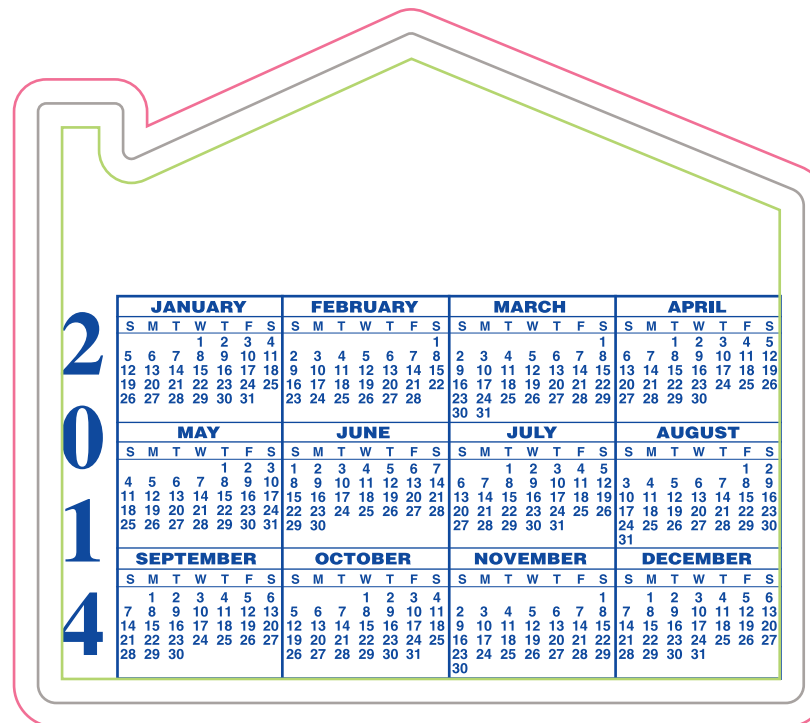 2
0
1
4
JANUARY
S M T W T F S
1 2 3 4
5 6 7 8 9 10 11
12 13 14 15 16 17 18
19 20 21 22 23 24 25
26 27 28 29 30 31
FEBRUARY
S M T W T F S
1
2 3 4 5 6 7 8
9 10 11 12 13 14 15
16 17 18 19 20 21 22
23 24 25 26 27 28
MARCH
S M T W T F S
1
2 3 4 5 6 7 8
9 10 11 12 13 14 15
16 17 18 19 20 21 22
23 24 25 26 27 28 29
30 31
APRIL
S M T W T F S
1 2 3 4 5
6 7 8 9 10 11 12
13 14 15 16 17 18 19
20 21 22 23 24 25 26
27 28 29 30
MAY
S M T W T F S
1 2 3
4 5 6 7 8 9 10
11 12 13 14 15 16 17
18 19 20 21 22 23 24
25 26 27 28 29 30 31
JUNE
S M T W T F S
1 2 3 4 5 6 7
8 9 10 11 12 13 14
15 16 17 18 19 20 21
22 23 24 25 26 27 28
29 30
JULY
S M T W T F S
1 2 3 4 5
6 7 8 9 10 11 12
13 14 15 16 17 18 19
20 21 22 23 24 25 26
27 28 29 30 31
AUGUST
S M T W T F S
1 2
3 4 5 6 7 8 9
10 11 12 13 14 15 16
17 18 19 20 21 22 23
24 25 26 27 28 29 30
31
SEPTEMBER
S M T W T F S
1 2 3 4 5 6
7 8 9 10 11 12 13
14 15 16 17 18 19 20
21 22 23 24 25 26 27
28 29 30
OCTOBER
S M T W T F S
1 2 3 4
5 6 7 8 9 10 11
12 13 14 15 16 17 18
19 20 21 22 23 24 25
26 27 28 29 30 31
NOVEMBER
S M T W T F S
1
2 3 4 5 6 7 8
9 10 11 12 13 14 15
16 17 18 19 20 21 22
23 24 25 26 27 28 29
30
DECEMBER
S M T W T F S
1 2 3 4 5 6
7 8 9 10 11 12 13
14 15 16 17 18 19 20
21 22 23 24 25 26 27
28 29 30 31